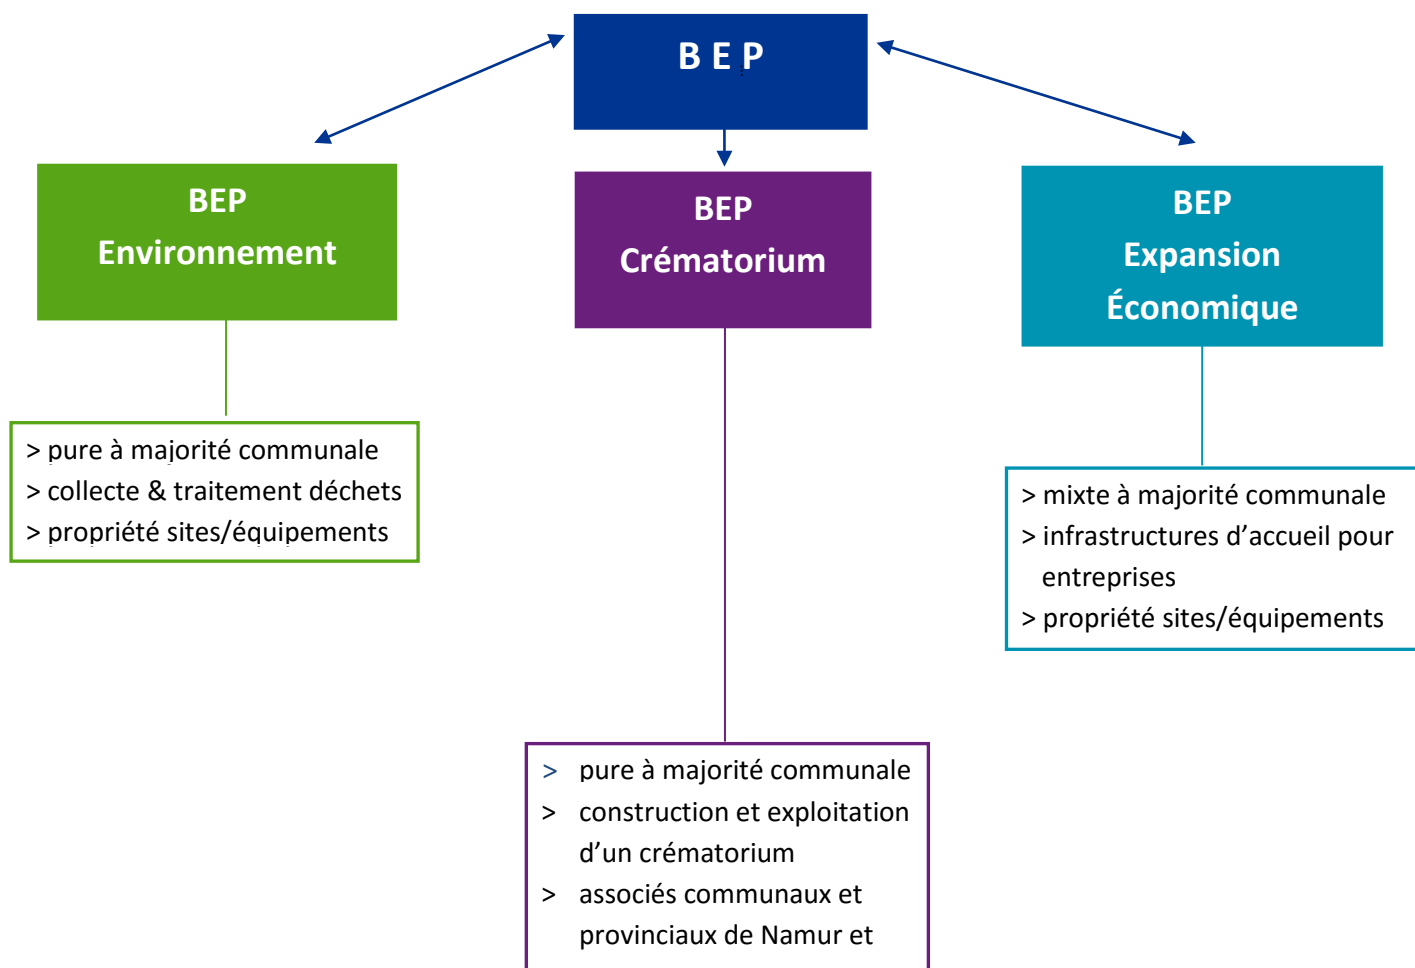 B E P
BEP
Environnement
BEP
Crématorium
BEP
Expansion
Économique
> pure à majorité communale
> collecte & traitement déchets
> propriété sites/équipements
> mixte à majorité communale
> infrastructures d’accueil pour
entreprises
> propriété sites/équipements
> pure à majorité communale
> construction et exploitation
d’un crématorium
> associés communaux et
provinciaux de Namur et